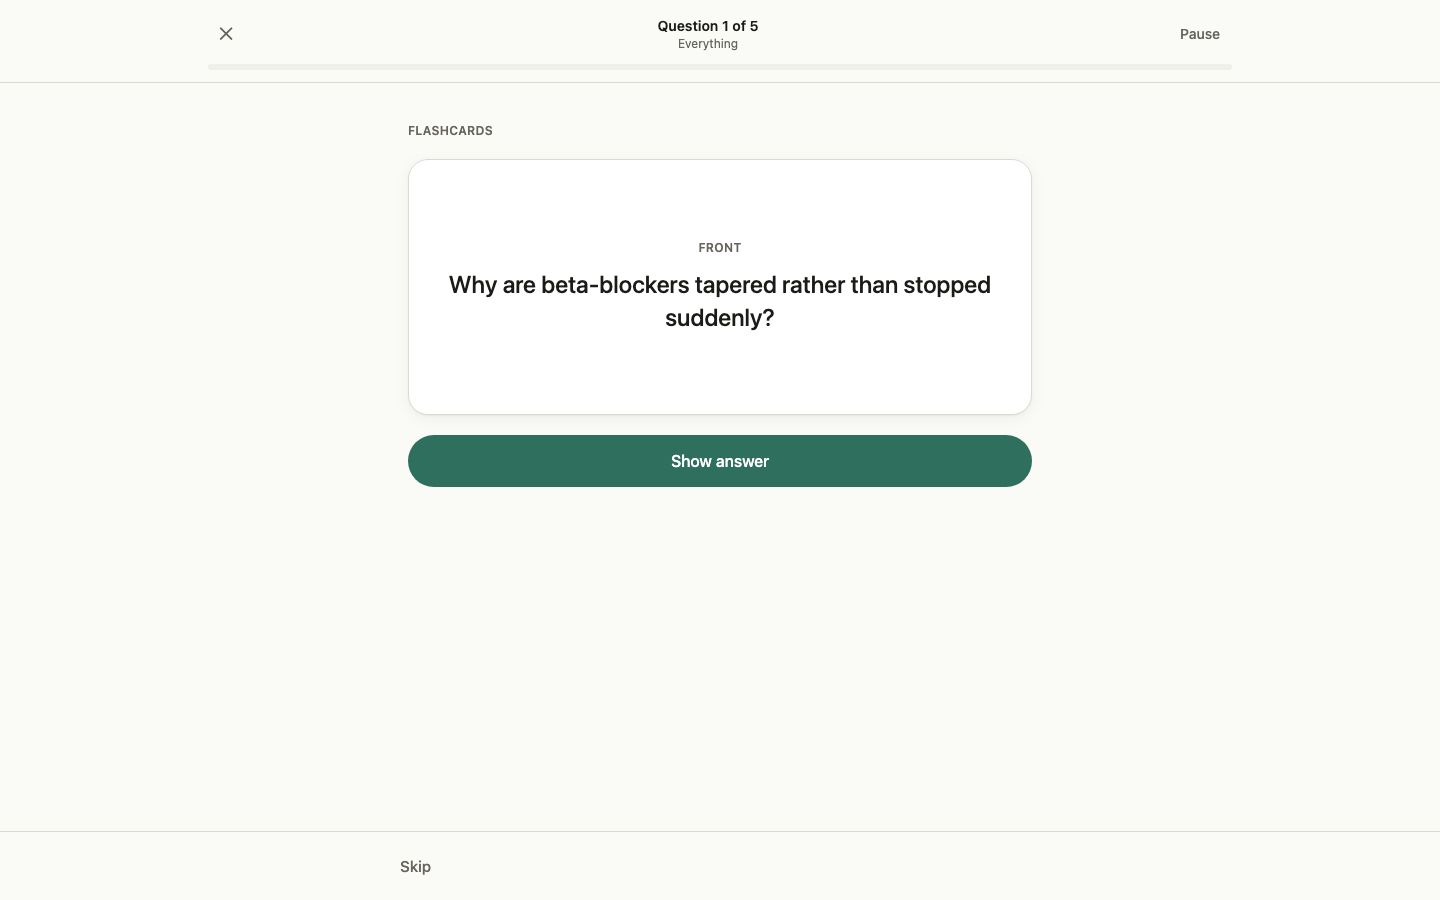 Question 1 of 5
Everything
Pause
FLASHCARDS
FRONT
Why are beta-blockers tapered rather than stopped
suddenly?
Show answer
Skip